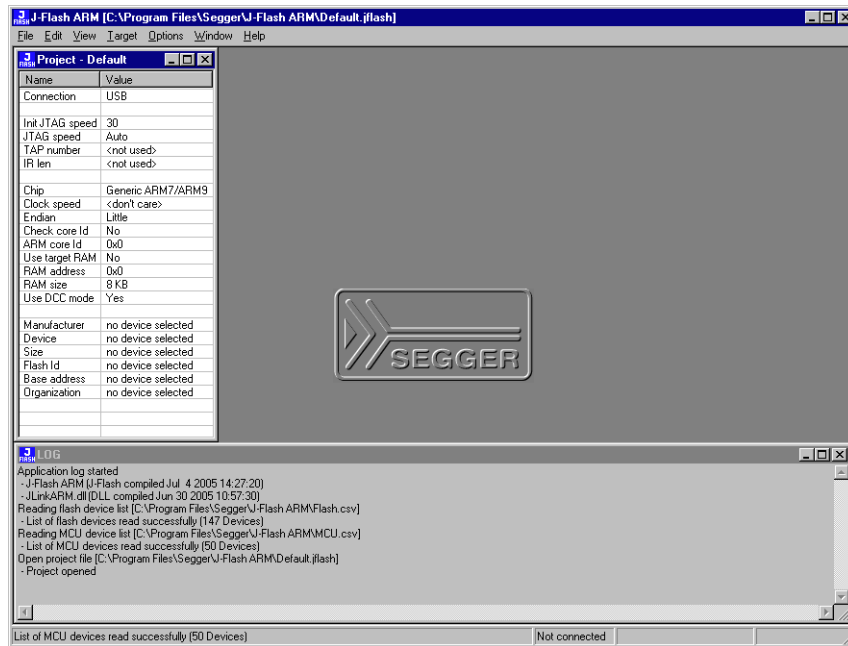 J-Flash ARM [C:\Program Files\Segger\J-Flash ARM\Default.jflash]
File Edit View Target Options Window Help
Project - Default
Name Value
Connection USB
Init JTAG speed 30
JTAG speed Auto
TAP number <not used>
IR len <not used>
Chip Generic ARM7/ARM9
Clock speed <don't care>
Endian Little
Check core Id No
ARM core Id 0x0
Use target RAM No
RAM address 0x0
RAM size 8 KB
Use DCC mode Yes
Manufacturer no device selected
Device no device selected
Size no device selected
Flash Id no device selected
Base address no device selected
Organization no device selected
SEGGER
LOG
Application log started
- J-Flash ARM (J-Flash compiled Jul 4 2005 14:27:20)
- JLinkARM.dll (DLL compiled Jun 30 2005 10:57:30)
Reading flash device list [C:\Program Files\Segger\J-Flash ARM\Flash.csv]
- List of flash devices read successfully (147 Devices)
Reading MCU device list [C:\Program Files\Segger\J-Flash ARM\MCU.csv]
- List of MCU devices read successfully (50 Devices)
Open project file [C:\Program Files\Segger\J-Flash ARM\Default.jflash]
- Project opened
List of MCU devices read successfully (50 Devices) Not connected